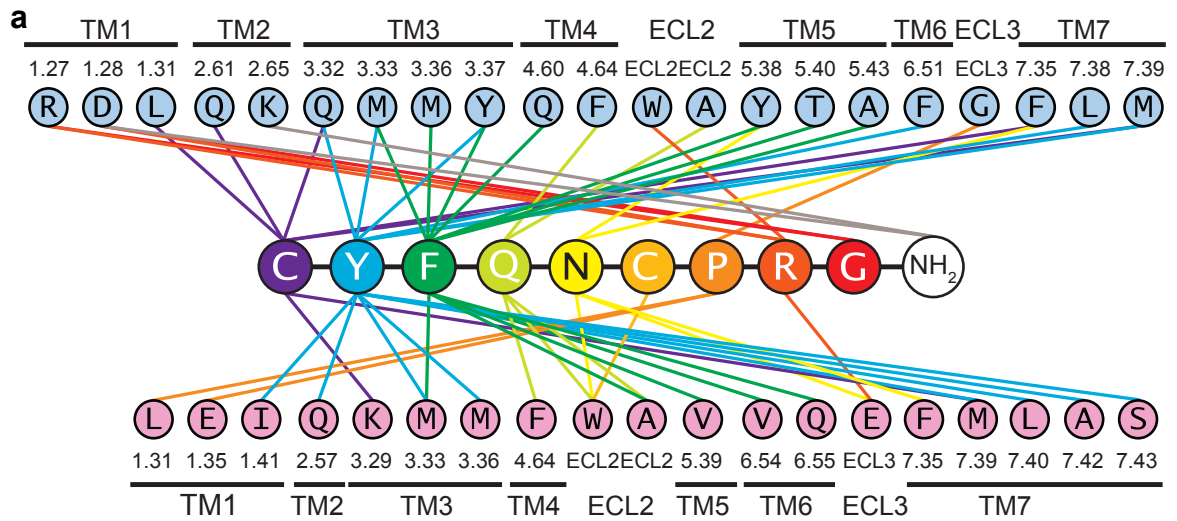 a
TM1 TM2 TM3 TM4 ECL2 TM5 TM6 ECL3 TM7
1.27 1.28 1.31 2.61 2.65 3.32 3.33 3.36 3.37 4.60 4.64 ECL2 ECL2 5.38 5.40 5.43 6.51 ECL3 7.35 7.38 7.39
R D L Q K Q M M Y Q F W A Y T A F G F L M
C Y F Q N C P R G NH2
L E I Q K M M F W A V V Q E F M L A S
1.31 1.35 1.41 2.57 3.29 3.33 3.36 4.64 ECL2 ECL2 5.39 6.54 6.55 ECL3 7.35 7.39 7.40 7.42 7.43
TM1 TM2 TM3 TM4 ECL2 TM5 TM6 ECL3 TM7